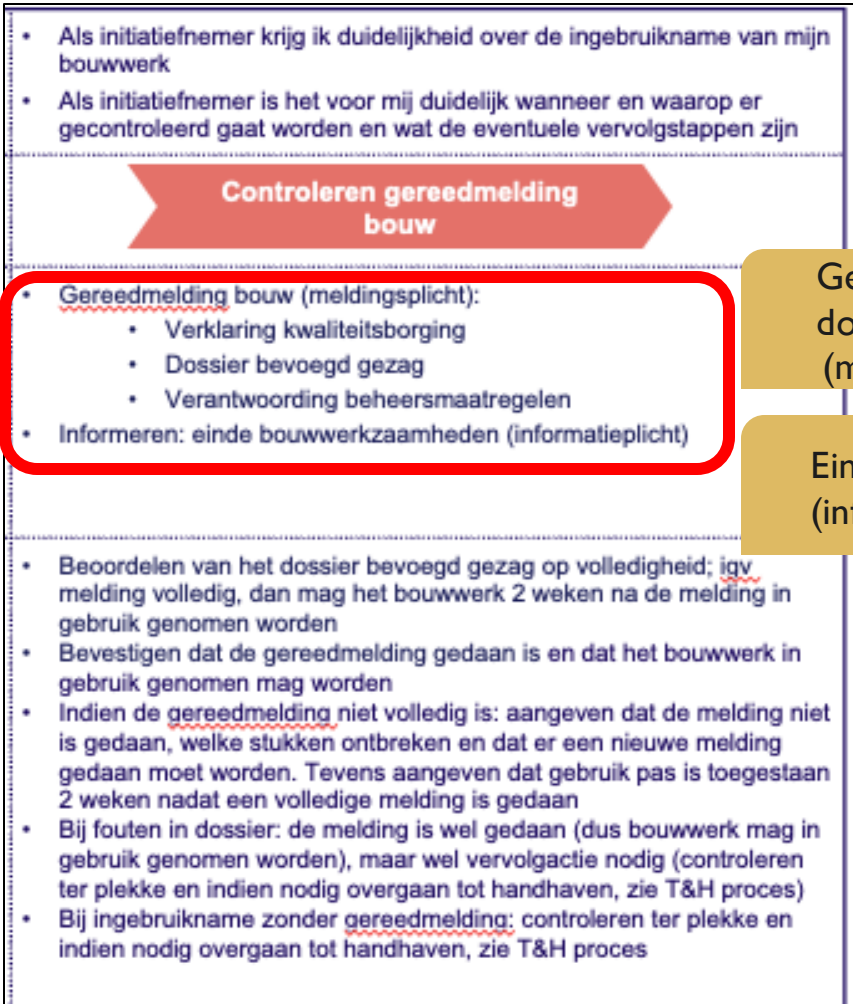 • Als initiatiefnemer krijg ik duidelijkheid over de ingebruikname van mijn
bouwwerk
• Als initiatiefnemer is het voor mij duidelijk wanneer en waarop er
gecontroleerd gaat worden en wat de eventuele vervolgstappen zijn
Controleren gereedmelding
bouw
• Gereedmelding bouw (meldingsplicht):
• Verklaring kwaliteitsborging
• Dossier bevoegd gezag
• Verantwoording beheersmaatregelen
• Informeren: einde bouwwerkzaamheden (informatieplicht)
• Beoordelen van het dossier bevoegd gezag op volledigheid; igv
melding volledig, dan mag het bouwwerk 2 weken na de melding in
gebruik genomen worden
• Bevestigen dat de gereedmelding gedaan is en dat het bouwwerk in
gebruik genomen mag worden
• Indien de gereedmelding niet volledig is: aangeven dat de melding niet
is gedaan, welke stukken ontbreken en dat er een nieuwe melding
gedaan moet worden. Tevens aangeven dat gebruik pas is toegestaan
2 weken nadat een volledige melding is gedaan
• Bij fouten in dossier: de melding is wel gedaan (dus bouwwerk mag in
gebruik genomen worden), maar wel vervolgactie nodig (controleren
ter plekke en indien nodig overgaan tot handhaven, zie T&H proces)
• Bij ingebruikname zonder gereedmelding: controleren ter plekke en
indien nodig overgaan tot handhaven, zie T&H proces